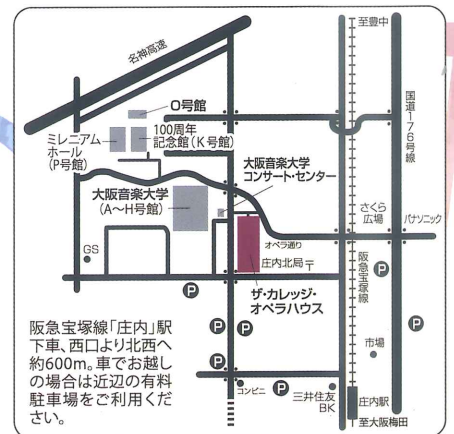 名神高速
至豊中
O号館
100周年
記念館(K号館)
ミレニアム
ホール
(P号館)
国道176号線
大阪音楽大学
コンサート・センター
大阪音楽大学
(A〜H号館)
さくら
広場
パナソニック
オペラ通り
GS
庄内北局〒
阪急宝塚線
P
P
ザ・カレッジ・
オペラハウス
P
P
P
市場
P
阪急宝塚線「庄内」駅
下車、西口より北西へ
約600m。車でお越し
の場合は近辺の有料
駐車場をご利用くだ
さい。
コンビニ
P
三井住友
BK
庄内駅
至大阪梅田